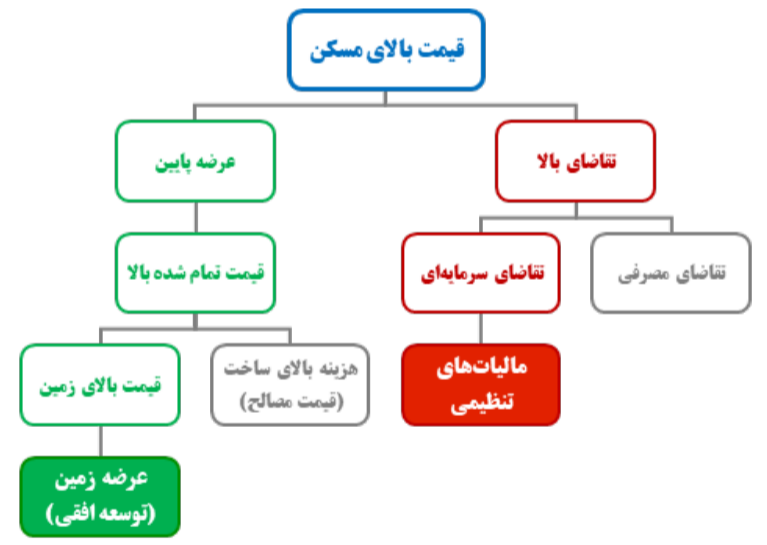 قیمت بالای مسکن
تقاضای بالا
عرضه پایین
تقاضای مصرفی
تقاضای سرمایه‌ای
قیمت تمام شده بالا
مالیات‌های
تنظیمی
هزینه بالای ساخت
(قیمت مصالح)
قیمت بالای زمین
عرضه زمین
(توسعه افقی)